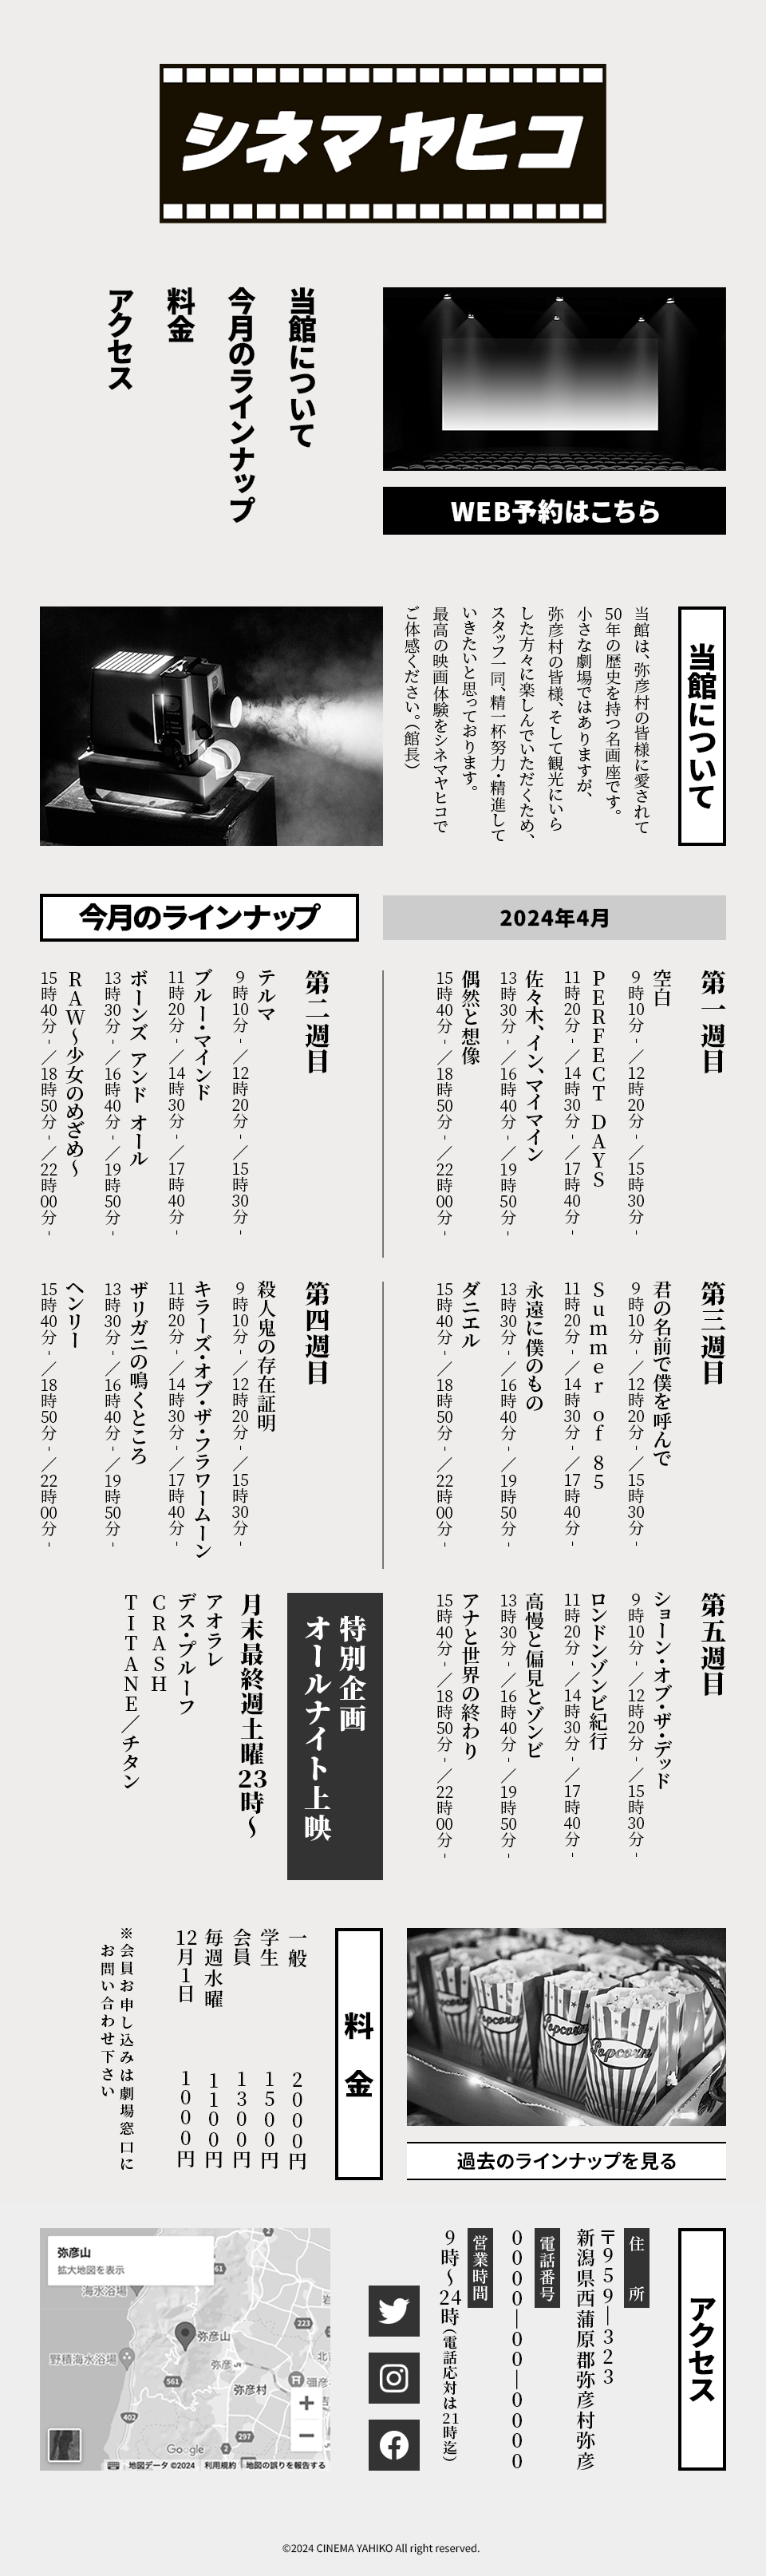 シネマヤヒコ
当館について
今月のラインナップ
料金
アクセス
WEB予約はこちら
当館について
当館は、弥彦村の皆様に愛されて
50年の歴史を持つ名画座です。
小さな劇場ではありますが、
弥彦村の皆様、そして観光にいら
した方々に楽しんでいただくため、
スタッフ一同、精一杯努力・精進して
いきたいと思っております。
最高の映画体験をシネマヤヒコで
ご体感ください。(館長)
今月のラインナップ
2024年4月
第一週目
空白
9時10分 - ／12時20分 - ／15時30分 -
PERFECT DAYS
11時20分 - ／14時30分 - ／17時40分 -
佐々木、イン、マイマイン
13時30分 - ／16時40分 - ／19時50分 -
偶然と想像
15時40分 - ／18時50分 - ／22時00分 -
第二週目
テルマ
9時10分 - ／12時20分 - ／15時30分 -
ブルー・マインド
11時20分 - ／14時30分 - ／17時40分 -
ボーンズ アンド オール
13時30分 - ／16時40分 - ／19時50分 -
RAW〜少女のめざめ〜
15時40分 - ／18時50分 - ／22時00分 -
第三週目
君の名前で僕を呼んで
9時10分 - ／12時20分 - ／15時30分 -
Summer of 85
11時20分 - ／14時30分 - ／17時40分 -
永遠に僕のもの
13時30分 - ／16時40分 - ／19時50分 -
ダニエル
15時40分 - ／18時50分 - ／22時00分 -
第四週目
殺人鬼の存在証明
9時10分 - ／12時20分 - ／15時30分 -
キラーズ・オブ・ザ・フラワームーン
11時20分 - ／14時30分 - ／17時40分 -
ザリガニの鳴くところ
13時30分 - ／16時40分 - ／19時50分 -
ヘンリー
15時40分 - ／18時50分 - ／22時00分 -
第五週目
ショーン・オブ・ザ・デッド
9時10分 - ／ 12時20分 - ／15時30分 -
ロンドンゾンビ紀行
11時20分 - ／ 14時30分 - ／17時40分 -
高慢と偏見とゾンビ
13時30分 - ／ 16時40分 - ／19時50分 -
アナと世界の終わり
15時40分 - ／ 18時50分 - ／22時00分 -
特別企画
オールナイト上映
月末最終週土曜23時〜
アオラレ
デス・プルーフ
CRASH
TITANE／チタン
Popcorn
Popcorn
Popcorn
Popcorn
過去のラインナップを見る
料金
一般 2000円
学生 1500円
会員 1300円
毎週水曜 1100円
12月1日 1000円
※会員お申し込みは劇場窓口に
お問い合わせ下さい
アクセス
住所
〒959―323
新潟県西蒲原郡弥彦村弥彦
電話番号
0000―00―0000
営業時間
9時〜24時(電話応対は21時迄)
弥彦山
拡大地図を表示
海水浴場
弥彦山
野積海水浴場
弥彦
弥彦村
2
61
223
561
402
297
2
+
−
Google
地図データ ©2024
利用規約
地図の誤りを報告する
©2024 CINEMA YAHIKO All right reserved.